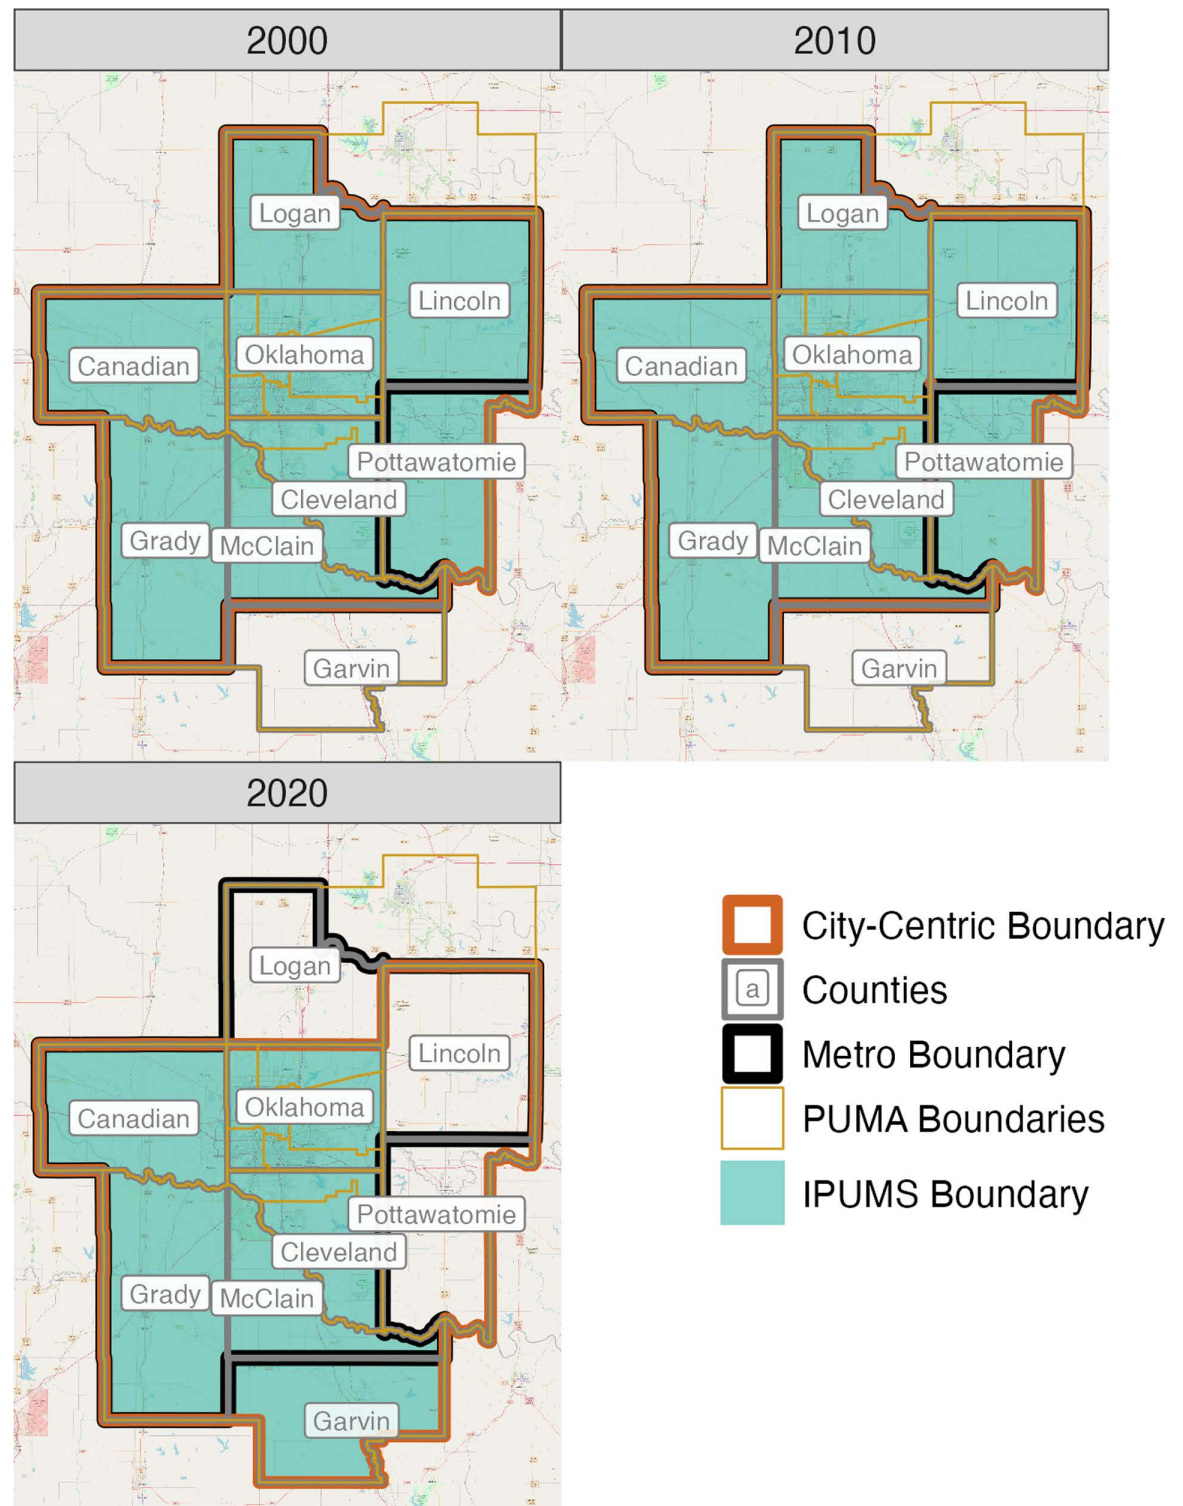 2000
2010
Logan
Lincoln
Canadian
Oklahoma
Pottawatomie
Cleveland
Grady
McClain
Garvin
Logan
Lincoln
Canadian
Oklahoma
Pottawatomie
Cleveland
Grady
McClain
Garvin
2020
Logan
Lincoln
Canadian
Oklahoma
Pottawatomie
Cleveland
Grady
McClain
Garvin
City-Centric Boundary
a Counties
Metro Boundary
PUMA Boundaries
IPUMS Boundary